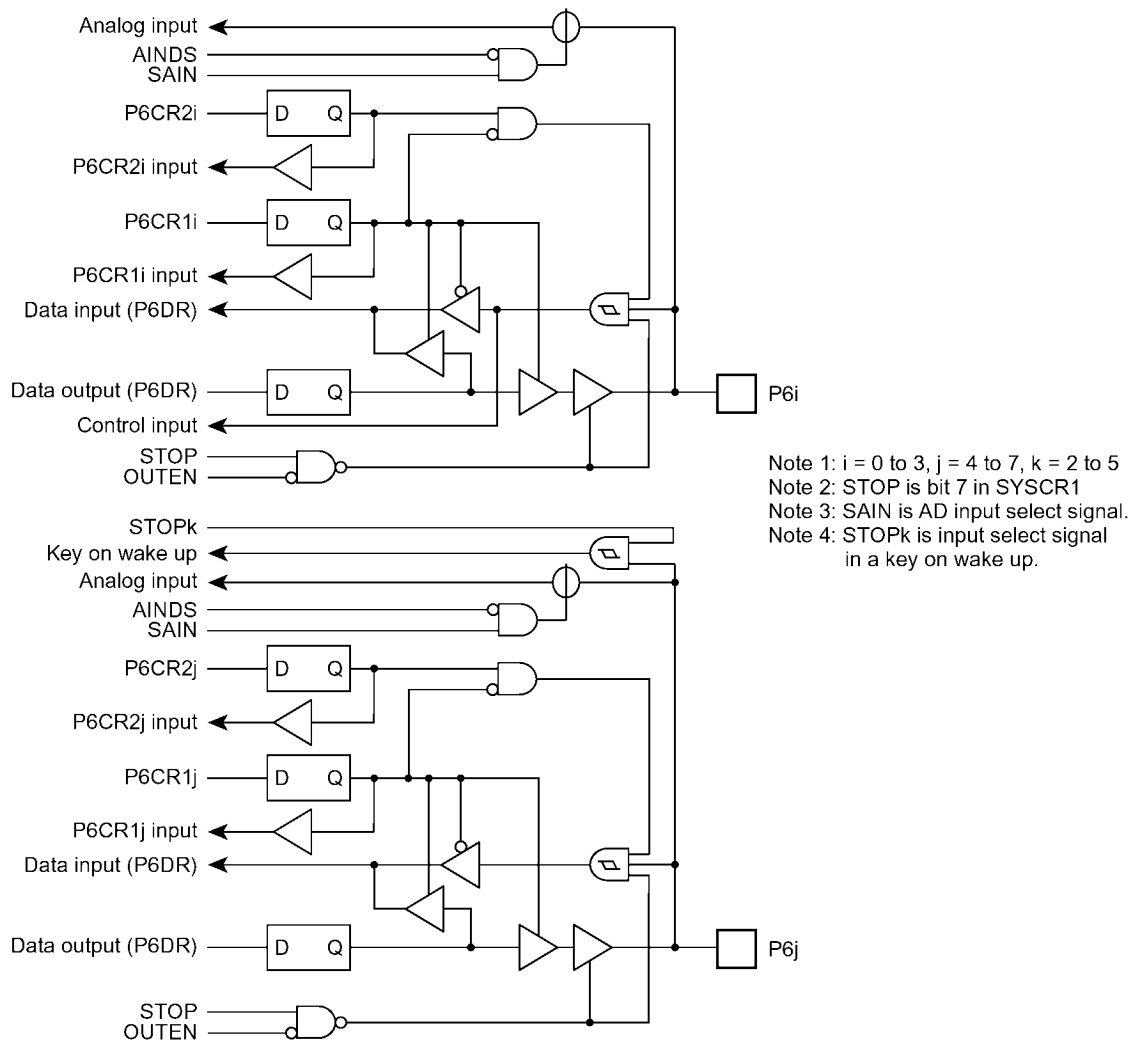 Analog input
AINDS
SAIN
P6CR2i
D Q
P6CR2i input
P6CR1i
D Q
P6CR1i input
Data input (P6DR)
Data output (P6DR)
D Q
P6i
Control input
STOP
OUTEN
Note 1: i = 0 to 3, j = 4 to 7, k = 2 to 5
Note 2: STOP is bit 7 in SYSCR1
Note 3: SAIN is AD input select signal.
Note 4: STOPk is input select signal
in a key on wake up.
STOPk
Key on wake up
Analog input
AINDS
SAIN
P6CR2j
D Q
P6CR2j input
P6CR1j
D Q
P6CR1j input
Data input (P6DR)
Data output (P6DR)
D Q
P6j
STOP
OUTEN